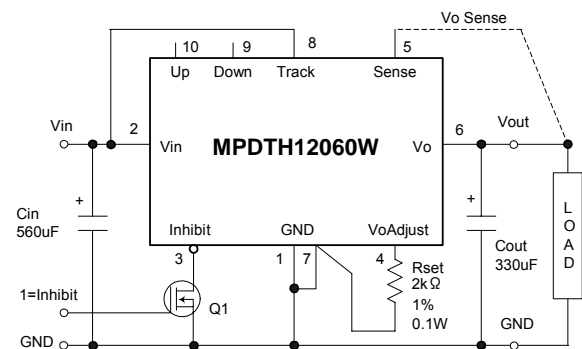 Vo Sense
10 9 8 5
Up Down Track Sense
Vin 2 6 Vout
Vin MPDTH12060W Vo
+ +
Cin
560uF
Inhibit GND VoAdjust
LOAD
Cout
330uF
3 1 7 4
Rset
2kΩ
1%
0.1W
Q1
1=Inhibit
GND GND